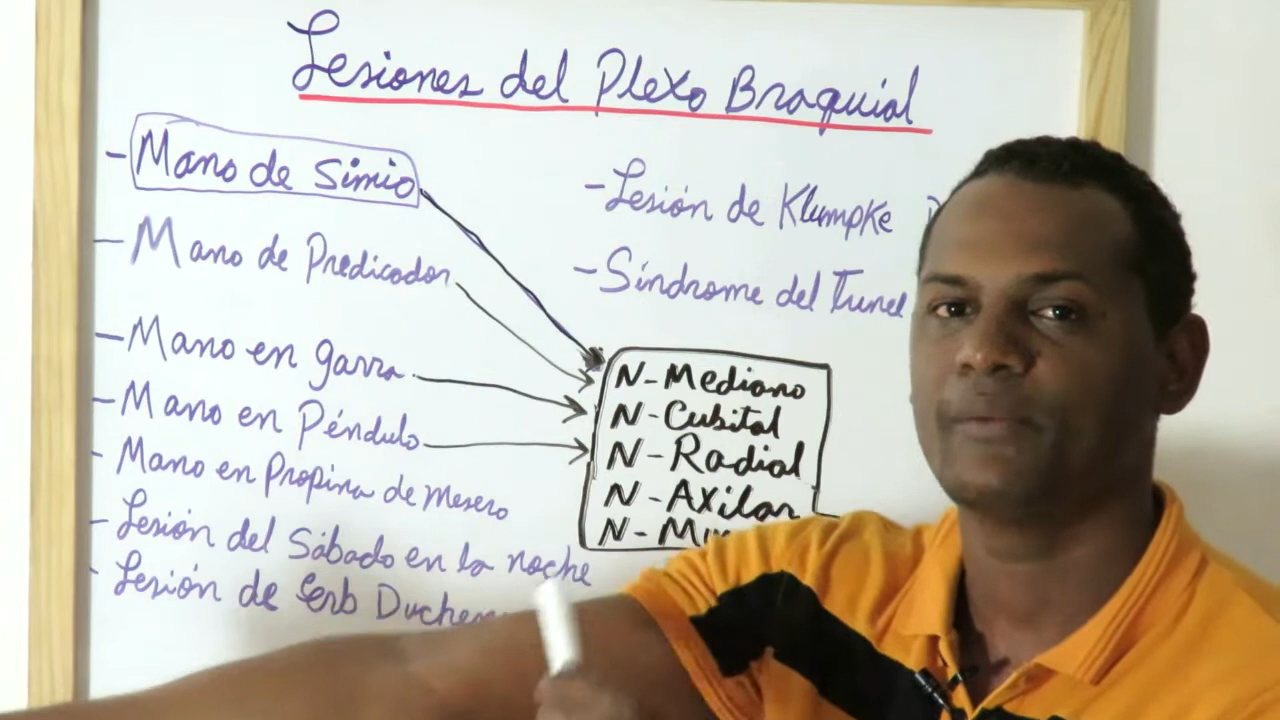 Lesiones del Plexo Braquial
- Mano de Simio
- Mano de Predicador
- Mano en garra
- Mano en Péndulo
- Mano en Propina de mesero
- Lesión del Sábado en la noche
- Lesión de Erb
- Lesión de Klumpke
- Síndrome del Tunel
N - Mediano
N - Cubital
N - Radial
N - Axilar
N -